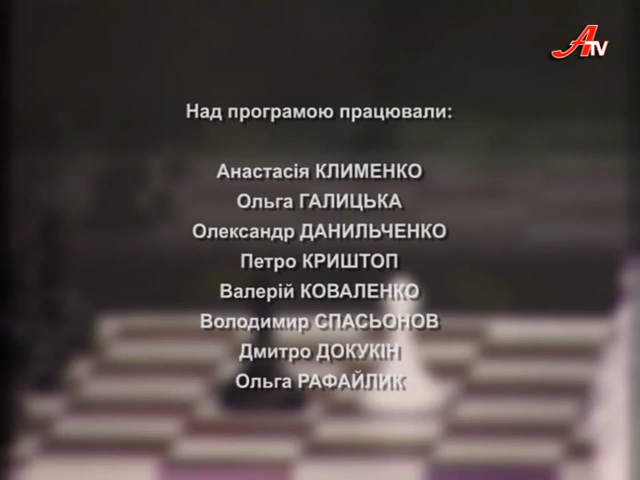 ATV
Над програмою працювали:
Анастасія КЛИМЕНКО
Ольга ГАЛИЦЬКА
Олександр ДАНИЛЬЧЕНКО
Петро КРИШТОП
Валерій КОВАЛЕНКО
Володимир СПАСЬОНОВ
Дмитро ДОКУКІН
Ольга РАФАЙЛИК